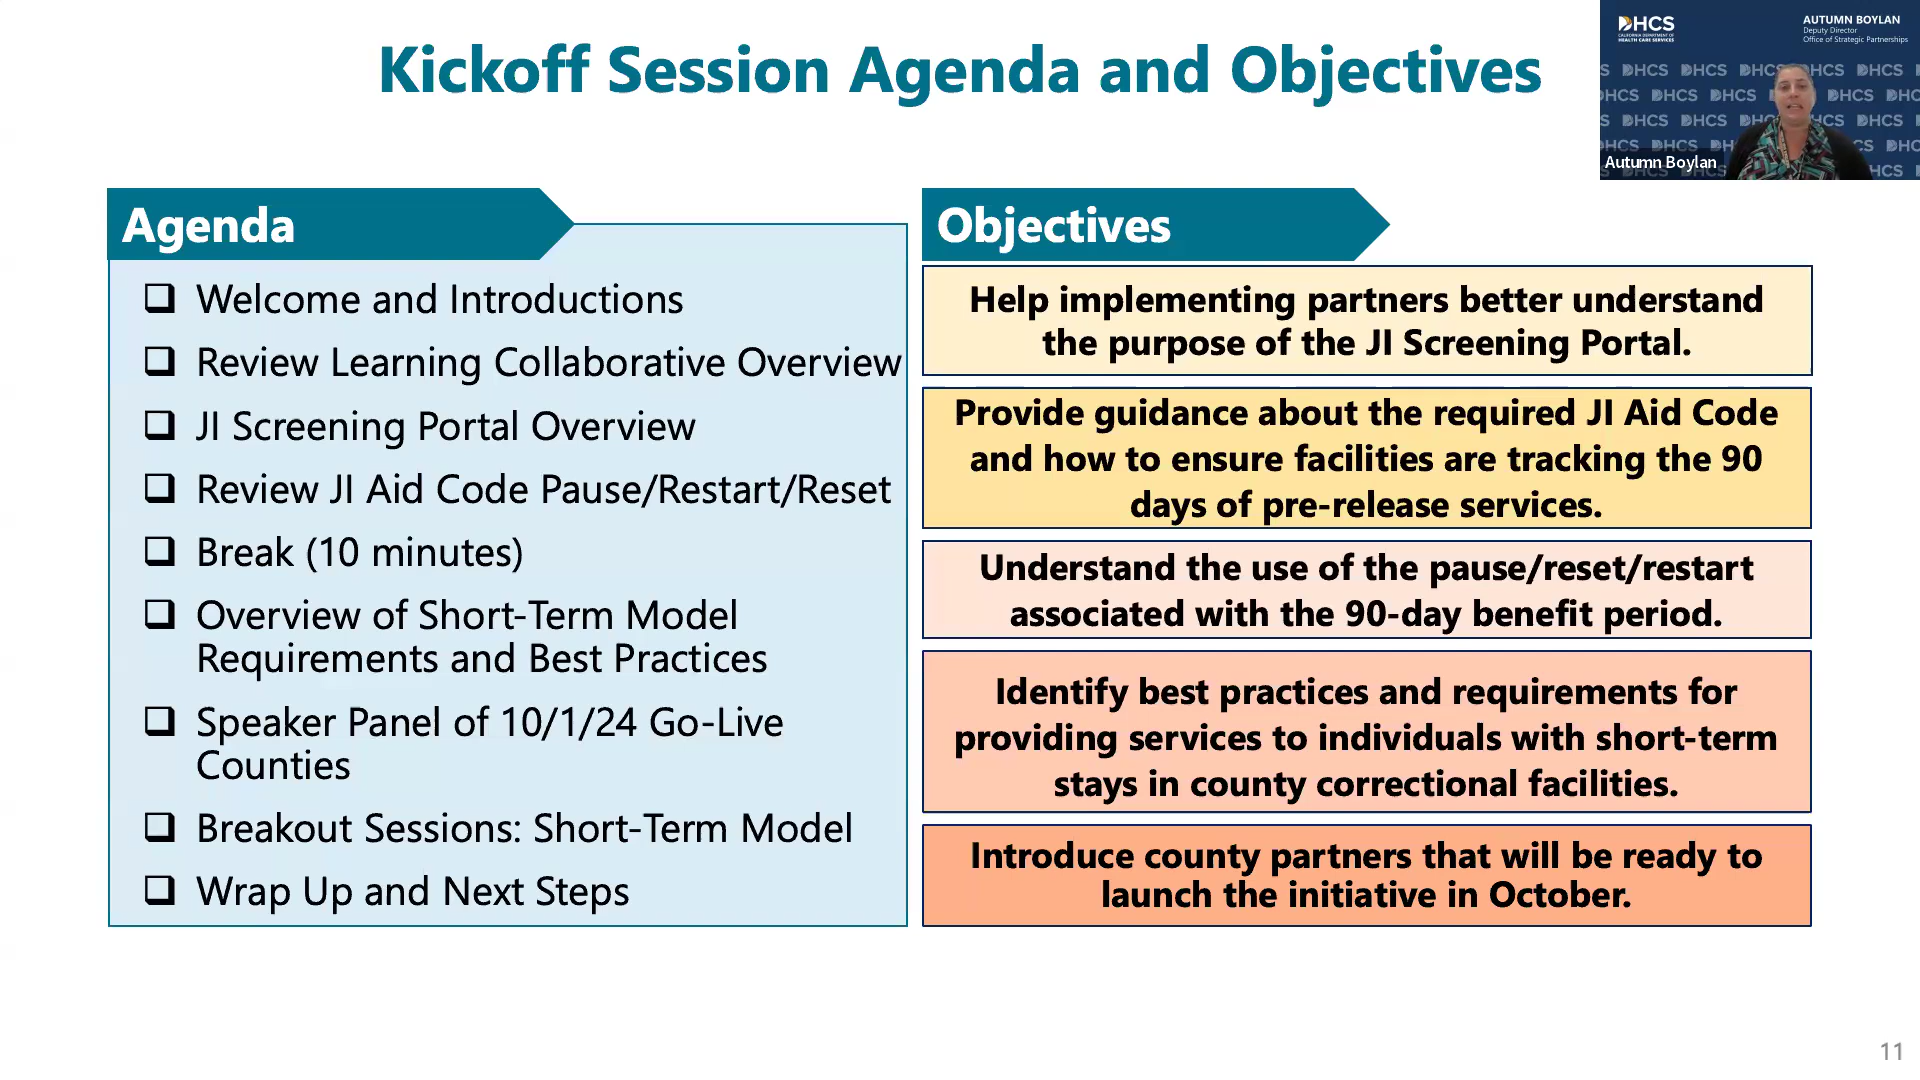 Kickoff Session Agenda and Objectives
DHCS
CALIFORNIA DEPARTMENT OF
HEALTH CARE SERVICES
AUTUMN BOYLAN
Deputy Director
Office of Strategic Partnerships
Autumn Boylan
Agenda
Welcome and Introductions
Review Learning Collaborative Overview
JI Screening Portal Overview
Review JI Aid Code Pause/Restart/Reset
Break (10 minutes)
Overview of Short-Term Model
Requirements and Best Practices
Speaker Panel of 10/1/24 Go-Live
Counties
Breakout Sessions: Short-Term Model
Wrap Up and Next Steps
Objectives
Help implementing partners better understand
the purpose of the JI Screening Portal.
Provide guidance about the required JI Aid Code
and how to ensure facilities are tracking the 90
days of pre-release services.
Understand the use of the pause/reset/restart
associated with the 90-day benefit period.
Identify best practices and requirements for
providing services to individuals with short-term
stays in county correctional facilities.
Introduce county partners that will be ready to
launch the initiative in October.
11